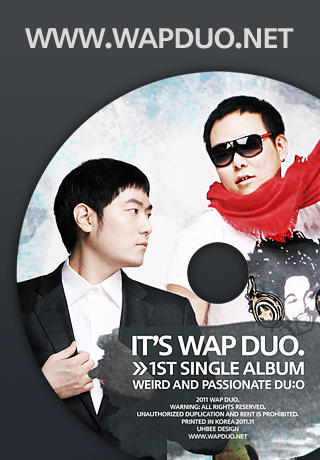 WWW.WAPDUO.NET
IT'S WAP DUO.
>>1ST SINGLE ALBUM
WEIRD AND PASSIONATE DU:O
2011 WAP DUO.
WARNING: ALL RIGHTS RESERVED.
UNAUTHORIZED DUPLICATION AND RENT IS PROHIBITED.
PRINTED IN KOREA 2011.11
UHBEE DESIGN
WWW.WAPDUO.NET